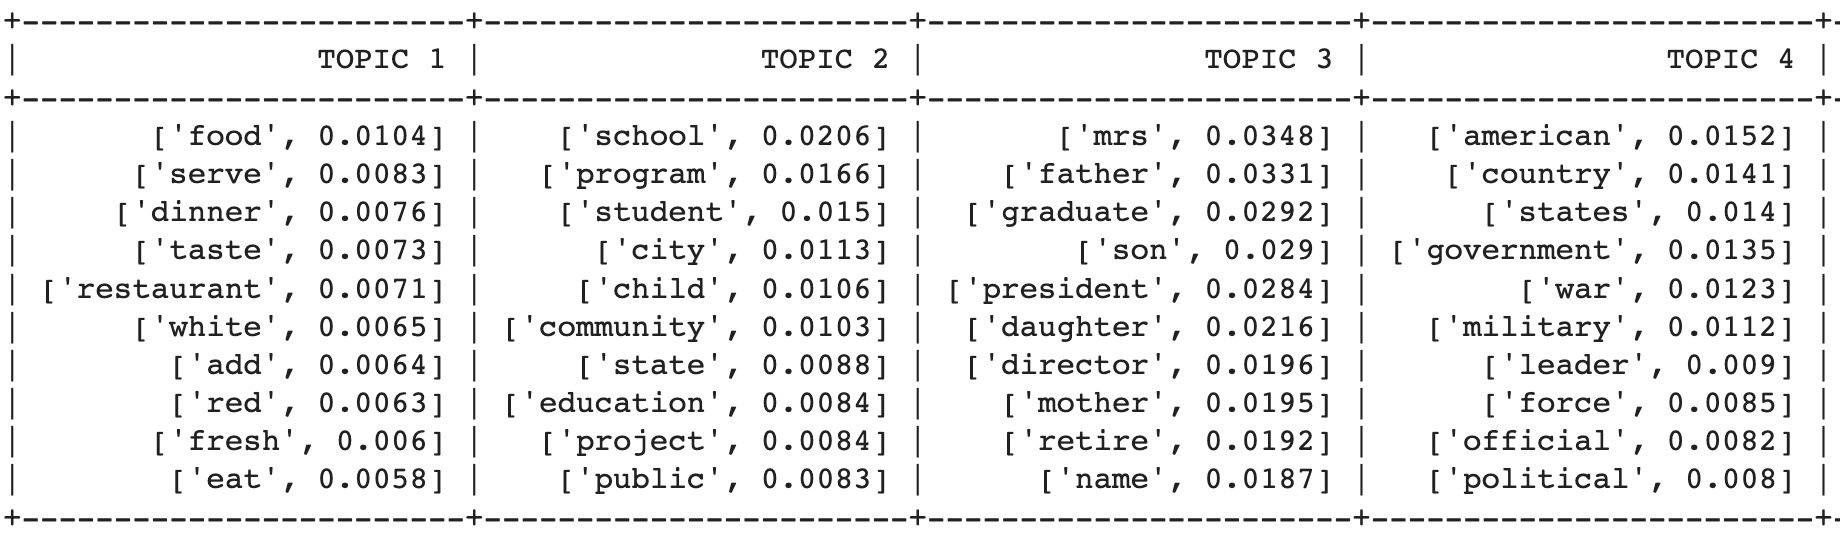 +------------------------+-----------------------+-----------------------+------------------------+-
|                TOPIC 1 |               TOPIC 2 |               TOPIC 3 |                TOPIC 4 |
+------------------------+-----------------------+-----------------------+------------------------+-
|       ['food', 0.0104] |    ['school', 0.0206] |       ['mrs', 0.0348] |   ['american', 0.0152] |
|      ['serve', 0.0083] |   ['program', 0.0166] |    ['father', 0.0331] |    ['country', 0.0141] |
|     ['dinner', 0.0076] |    ['student', 0.015] |  ['graduate', 0.0292] |      ['states', 0.014] |
|      ['taste', 0.0073] |      ['city', 0.0113] |        ['son', 0.029] | ['government', 0.0135] |
| ['restaurant', 0.0071] |     ['child', 0.0106] | ['president', 0.0284] |        ['war', 0.0123] |
|      ['white', 0.0065] | ['community', 0.0103] |  ['daughter', 0.0216] |   ['military', 0.0112] |
|        ['add', 0.0064] |     ['state', 0.0088] |  ['director', 0.0196] |      ['leader', 0.009] |
|        ['red', 0.0063] | ['education', 0.0084] |    ['mother', 0.0195] |      ['force', 0.0085] |
|       ['fresh', 0.006] |   ['project', 0.0084] |    ['retire', 0.0192] |   ['official', 0.0082] |
|        ['eat', 0.0058] |    ['public', 0.0083] |      ['name', 0.0187] |   ['political', 0.008] |
+------------------------+-----------------------+-----------------------+------------------------+-